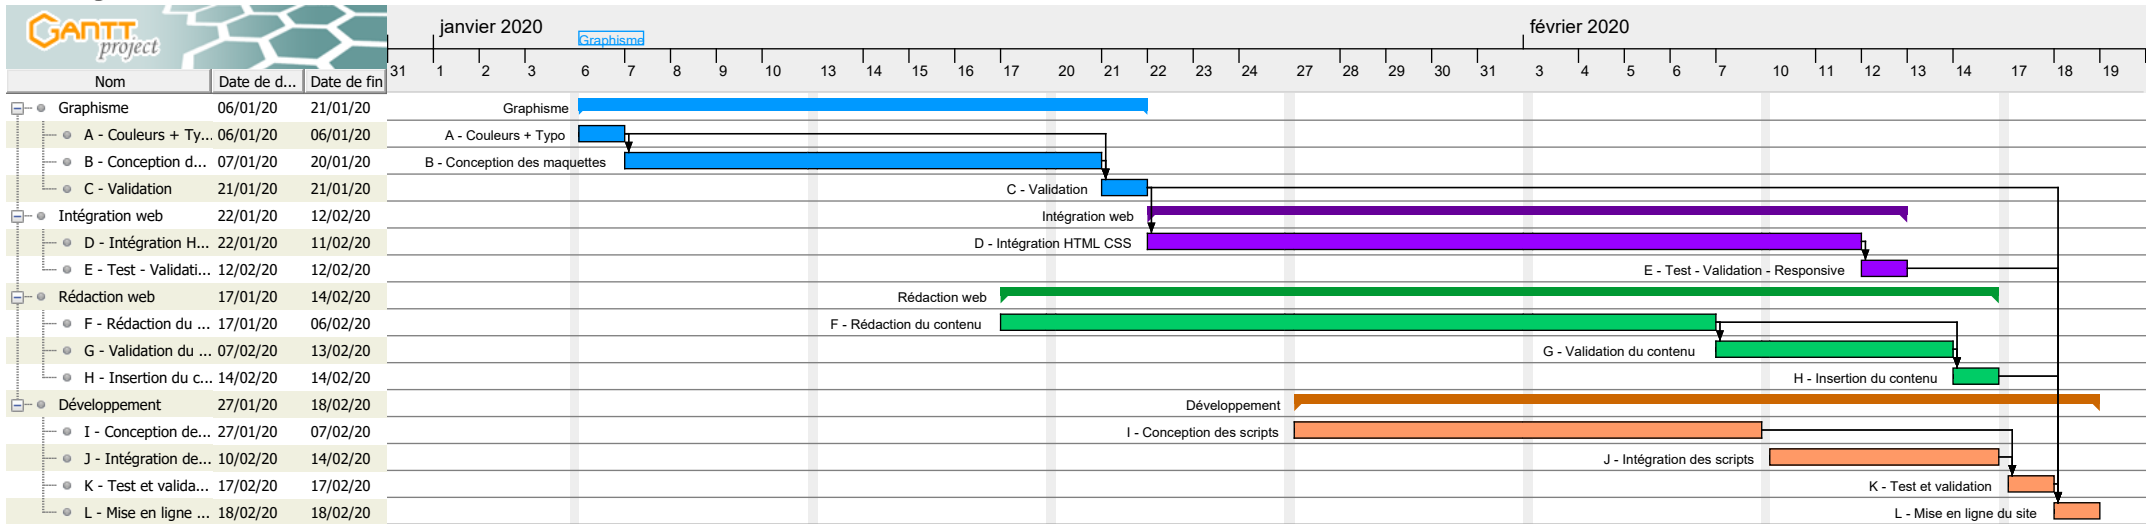 GANTT
project
janvier 2020
février 2020
Graphisme
31 1 2 3 6 7 8 9 10 13 14 15 16 17 20 21 22 23 24 27 28 29 30 31 3 4 5 6 7 10 11 12 13 14 17 18 19
Nom Date de d... Date de fin
Graphisme 06/01/20 21/01/20 Graphisme
A - Couleurs + Ty... 06/01/20 06/01/20 A - Couleurs + Typo
B - Conception d... 07/01/20 20/01/20 B - Conception des maquettes
C - Validation 21/01/20 21/01/20 C - Validation
Intégration web 22/01/20 12/02/20 Intégration web
D - Intégration H... 22/01/20 11/02/20 D - Intégration HTML CSS
E - Test - Validati... 12/02/20 12/02/20 E - Test - Validation - Responsive
Rédaction web 17/01/20 14/02/20 Rédaction web
F - Rédaction du ... 17/01/20 06/02/20 F - Rédaction du contenu
G - Validation du ... 07/02/20 13/02/20 G - Validation du contenu
H - Insertion du c... 14/02/20 14/02/20 H - Insertion du contenu
Développement 27/01/20 18/02/20 Développement
I - Conception de... 27/01/20 07/02/20 I - Conception des scripts
J - Intégration de... 10/02/20 14/02/20 J - Intégration des scripts
K - Test et valida... 17/02/20 17/02/20 K - Test et validation
L - Mise en ligne ... 18/02/20 18/02/20 L - Mise en ligne du site